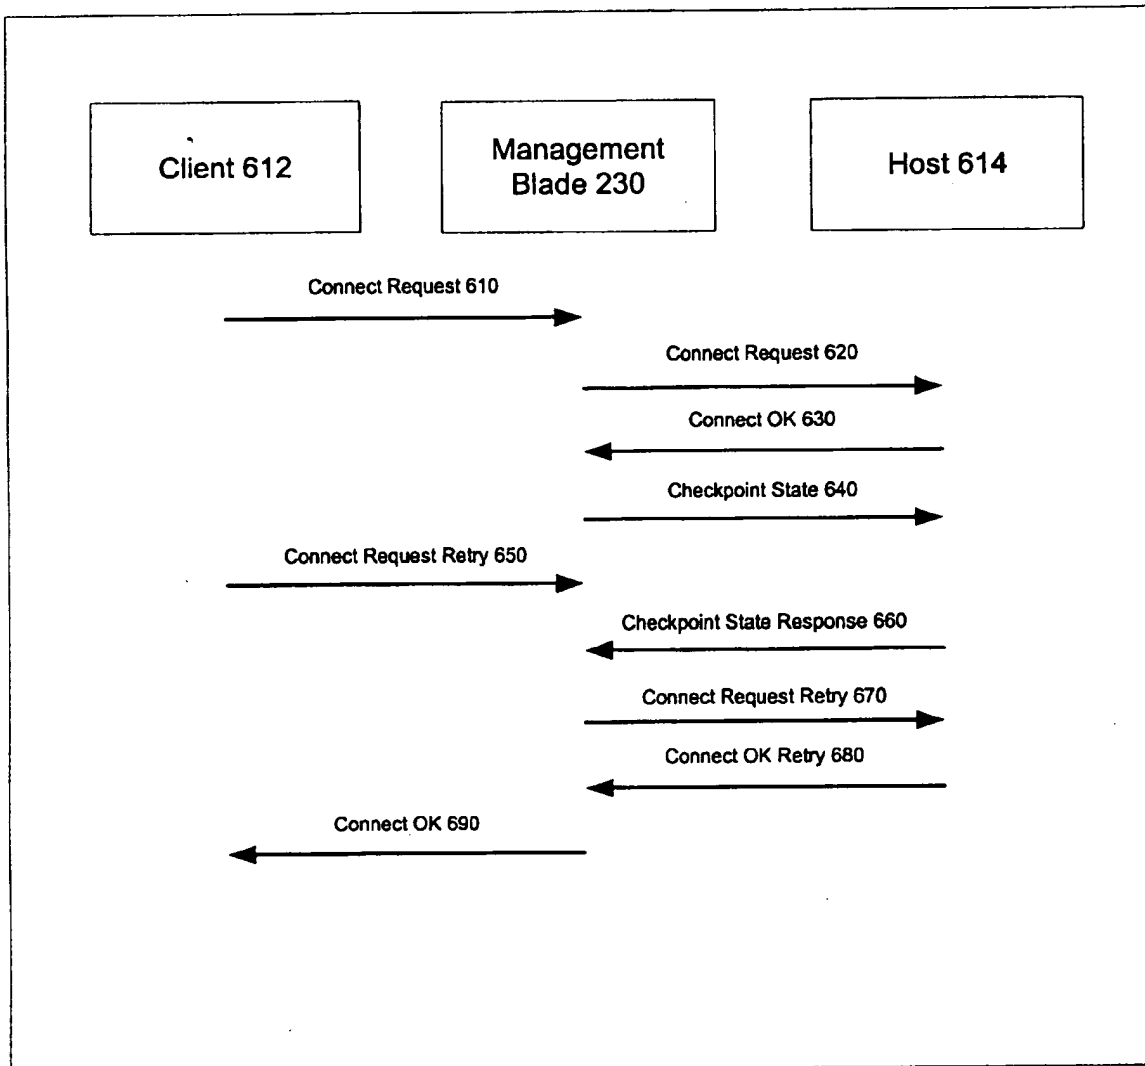 Client 612
Management
Blade 230
Host 614
Connect Request 610
Connect Request 620
Connect OK 630
Checkpoint State 640
Connect Request Retry 650
Checkpoint State Response 660
Connect Request Retry 670
Connect OK Retry 680
Connect OK 690